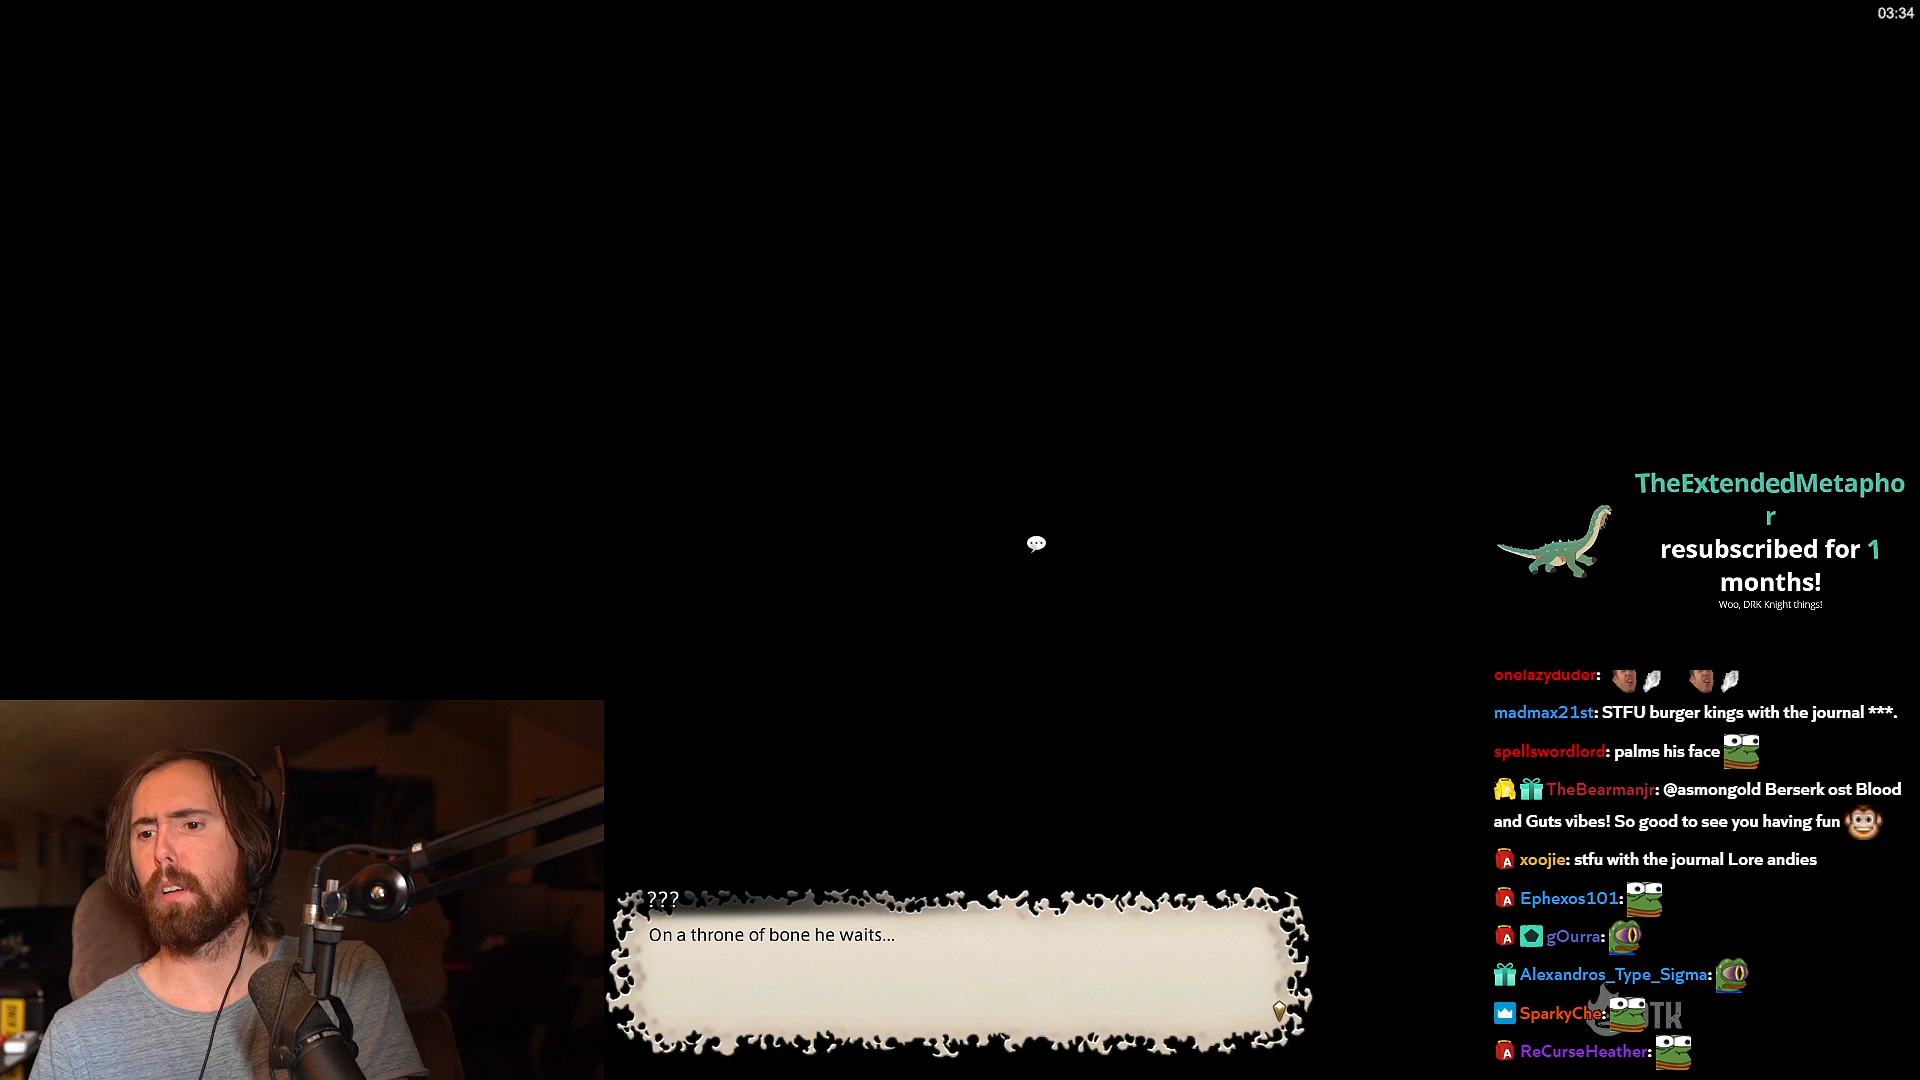 03:34
TheExtendedMetapho
r
resubscribed for 1
months!
Woo, DRK Knight things!
onelazyduder:
madmax21st: STFU burger kings with the journal ***.
spellswordlord: palms his face
TheBearmanjr: @asmongold Berserk ost Blood
and Guts vibes! So good to see you having fun
xoojie: stfu with the journal Lore andies
Ephexos101:
gOurra:
Alexandros_Type_Sigma:
SparkyChe:
TK
ReCurseHeather:
???
On a throne of bone he waits...